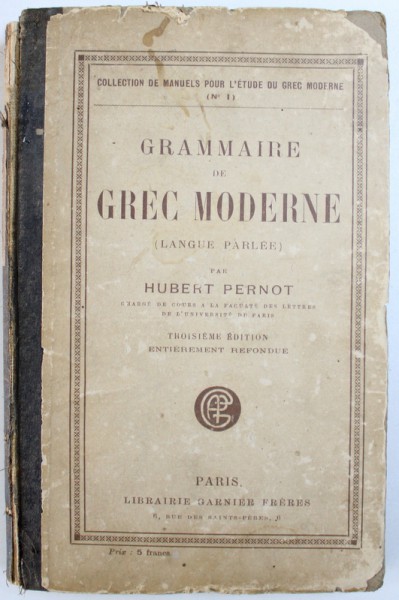 COLLECTION DE MANUELS POUR L'ÉTUDE DU GREC MODERNE
(No 1)
GRAMMAIRE
DE
GREC MODERNE
(LANGUE PARLÉE)
PAR
HUBERT PERNOT
CHARGÉ DE COURS A LA FACULTÉ DES LETTRES
DE L'UNIVERSITÉ DE PARIS
TROISIÈME ÉDITION
ENTIÈREMENT REFONDUE
PARIS.
LIBRAIRIE GARNIER FRÈRES
6, RUE DES SAINTS-PÈRES, 6
Prix : 5 francs.